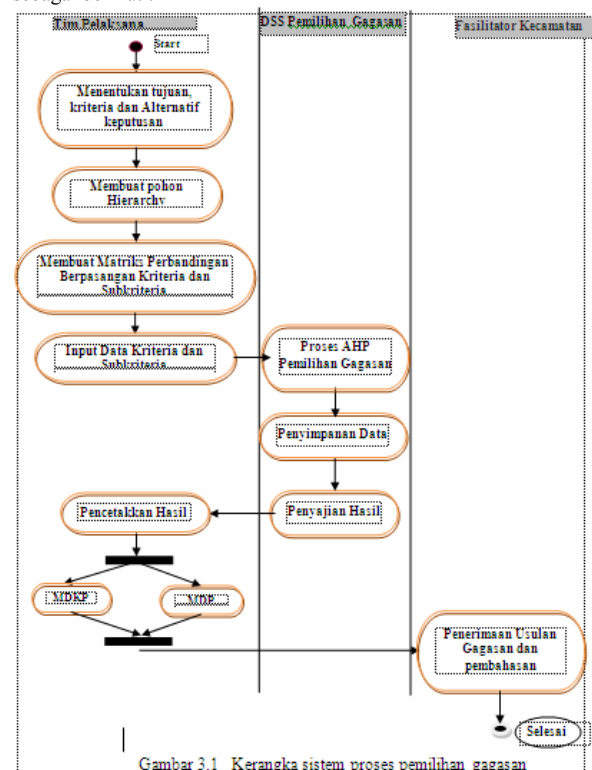 Tim Pelaksana
DSS Pemilihan Gagasan
Fasilitator Kecamatan
Start
Menentukan tujuan,
kriteria dan Alternatif
keputusan
Membuat pohon
Hierarchy
Membuat Matriks Perbandingan
Berpasangan Kriteria dan
Subkriteria
Input Data Kriteria dan
Subkriteria
Proses AHP
Pemilihan Gagasan
Penyimpanan Data
Penyajian Hasil
Pencetakkan Hasil
MDKP
MDP
Penerimaan Usulan
Gagasan dan
pembahasan
Selesai
Gambar 3.1 Kerangka sistem proses pemilihan gagasan